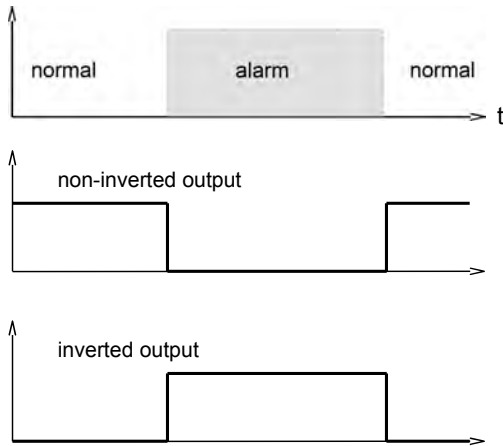 normal alarm normal
t
non-inverted output
inverted output